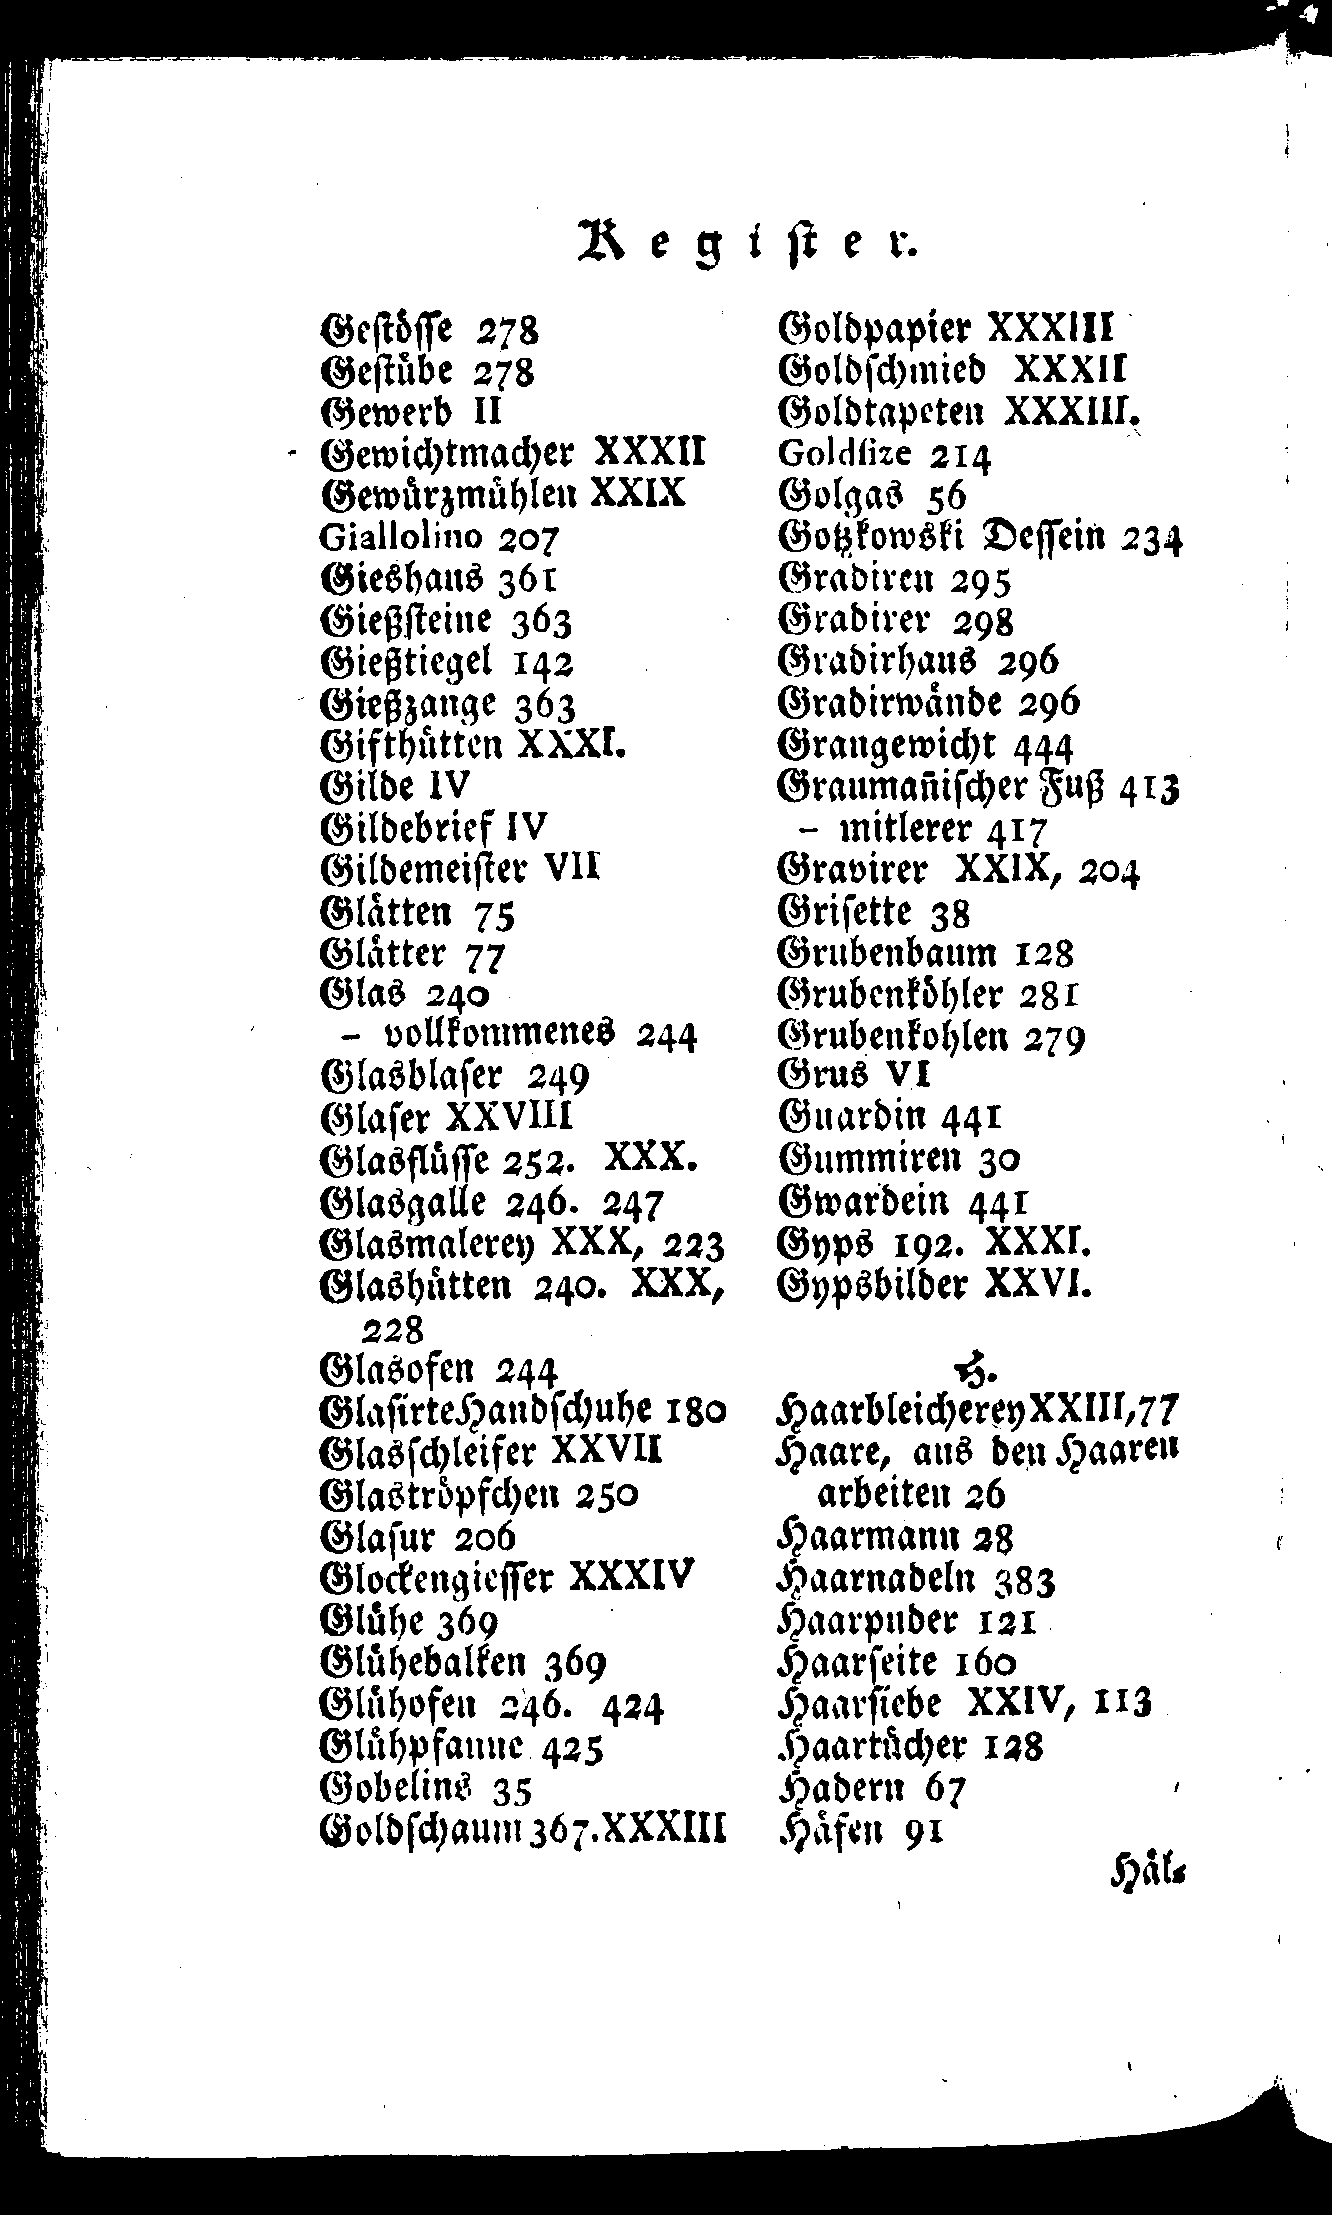 Regiſter.
Geſtöſſe 278
Geſtübe 278
Gewerb II
Gewichtmacher XXXII
Gewürzmühlen XXIX
Giallolino 207
Gieshaus 361
Gießſteine 363
Gießtiegel 142
Gießzange 363
Gifthütten XXXI.
Gilde IV
Gildebrief IV
Gildemeiſter VII
Glätten 75
Glätter 77
Glas 240
– vollkommenes 244
Glasblaſer 249
Glaſer XXVIII
Glasflüſſe 252. XXX.
Glasgalle 246. 247
Glasmalerey XXX, 223
Glashütten 240. XXX,
228
Glasofen 244
Glaſirte Handſchuhe 180
Glasſchleifer XXVII
Glaströpfchen 250
Glaſur 206
Glockengieſſer XXXIV
Glühe 369
Glühebalken 369
Glühofen 246. 424
Glühpfanne 425
Gobelins 35
Goldſchaum 367. XXXIII
Goldpapier XXXIII
Goldſchmied XXXII
Goldtapeten XXXIII.
Goldſize 214
Golgas 56
Gotzkowski Deſſein 234
Gradiren 295
Gradirer 298
Gradirhaus 296
Gradirwände 296
Grangewicht 444
Graumañiſcher Fuß 413
– mitlerer 417
Gravirer XXIX, 204
Griſette 38
Grubenbaum 128
Grubenköhler 281
Grubenkohlen 279
Grus VI
Guardin 441
Gummiren 30
Gwardein 441
Gyps 192. XXXI.
Gypsbilder XXVI.
H.
Haarbleicherey XXIII, 77
Haare, aus den Haaren
arbeiten 26
Haarmann 28
Haarnadeln 383
Haarpuder 121
Haarſeite 160
Haarſiebe XXIV, 113
Haartücher 128
Hadern 67
Häfen 91
Häl⸗